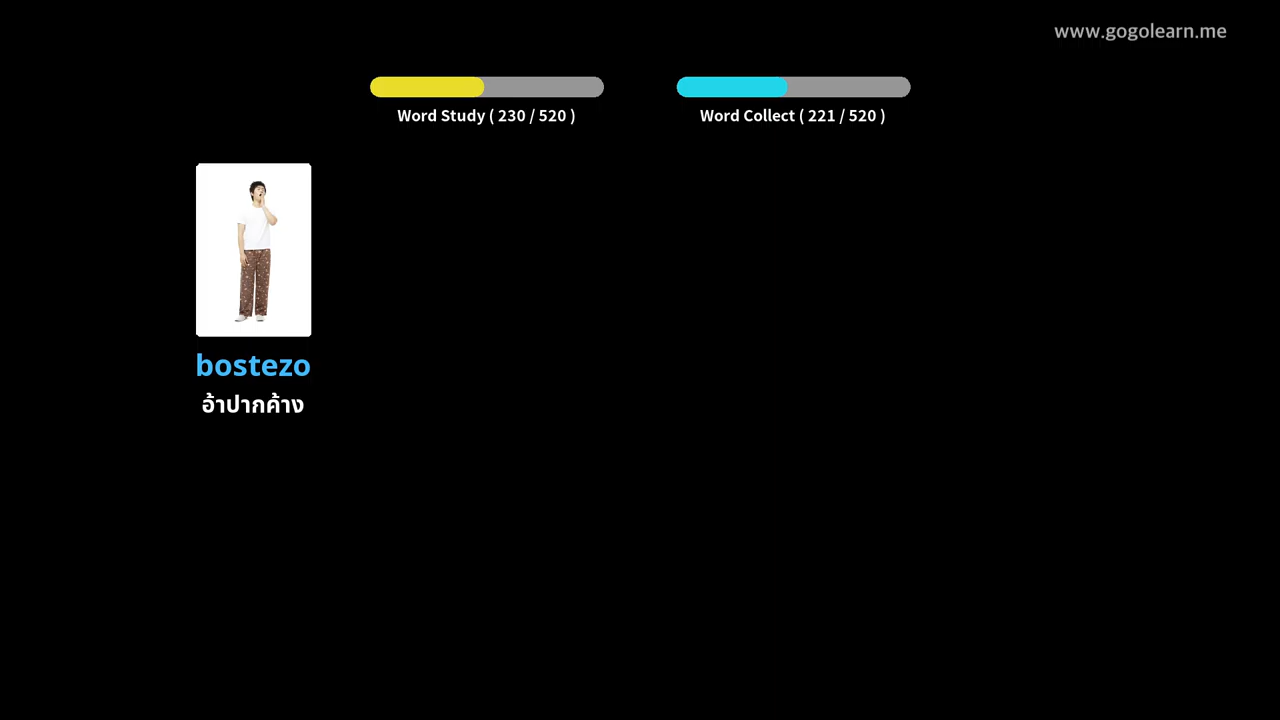 www.gogolearn.me
Word Study ( 230 / 520 )
Word Collect ( 221 / 520 )
bostezo
อ้าปากค้าง